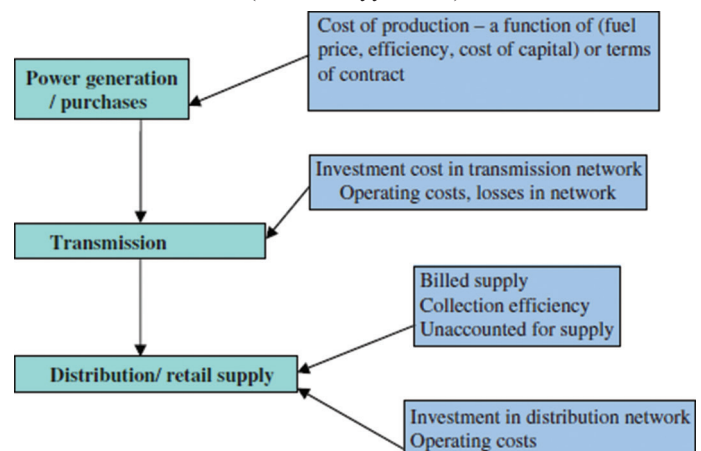 Cost of production – a function of (fuel
price, efficiency, cost of capital) or terms
of contract
Power generation
/ purchases
Investment cost in transmission network
Operating costs, losses in network
Transmission
Billed supply
Collection efficiency
Unaccounted for supply
Distribution/ retail supply
Investment in distribution network
Operating costs